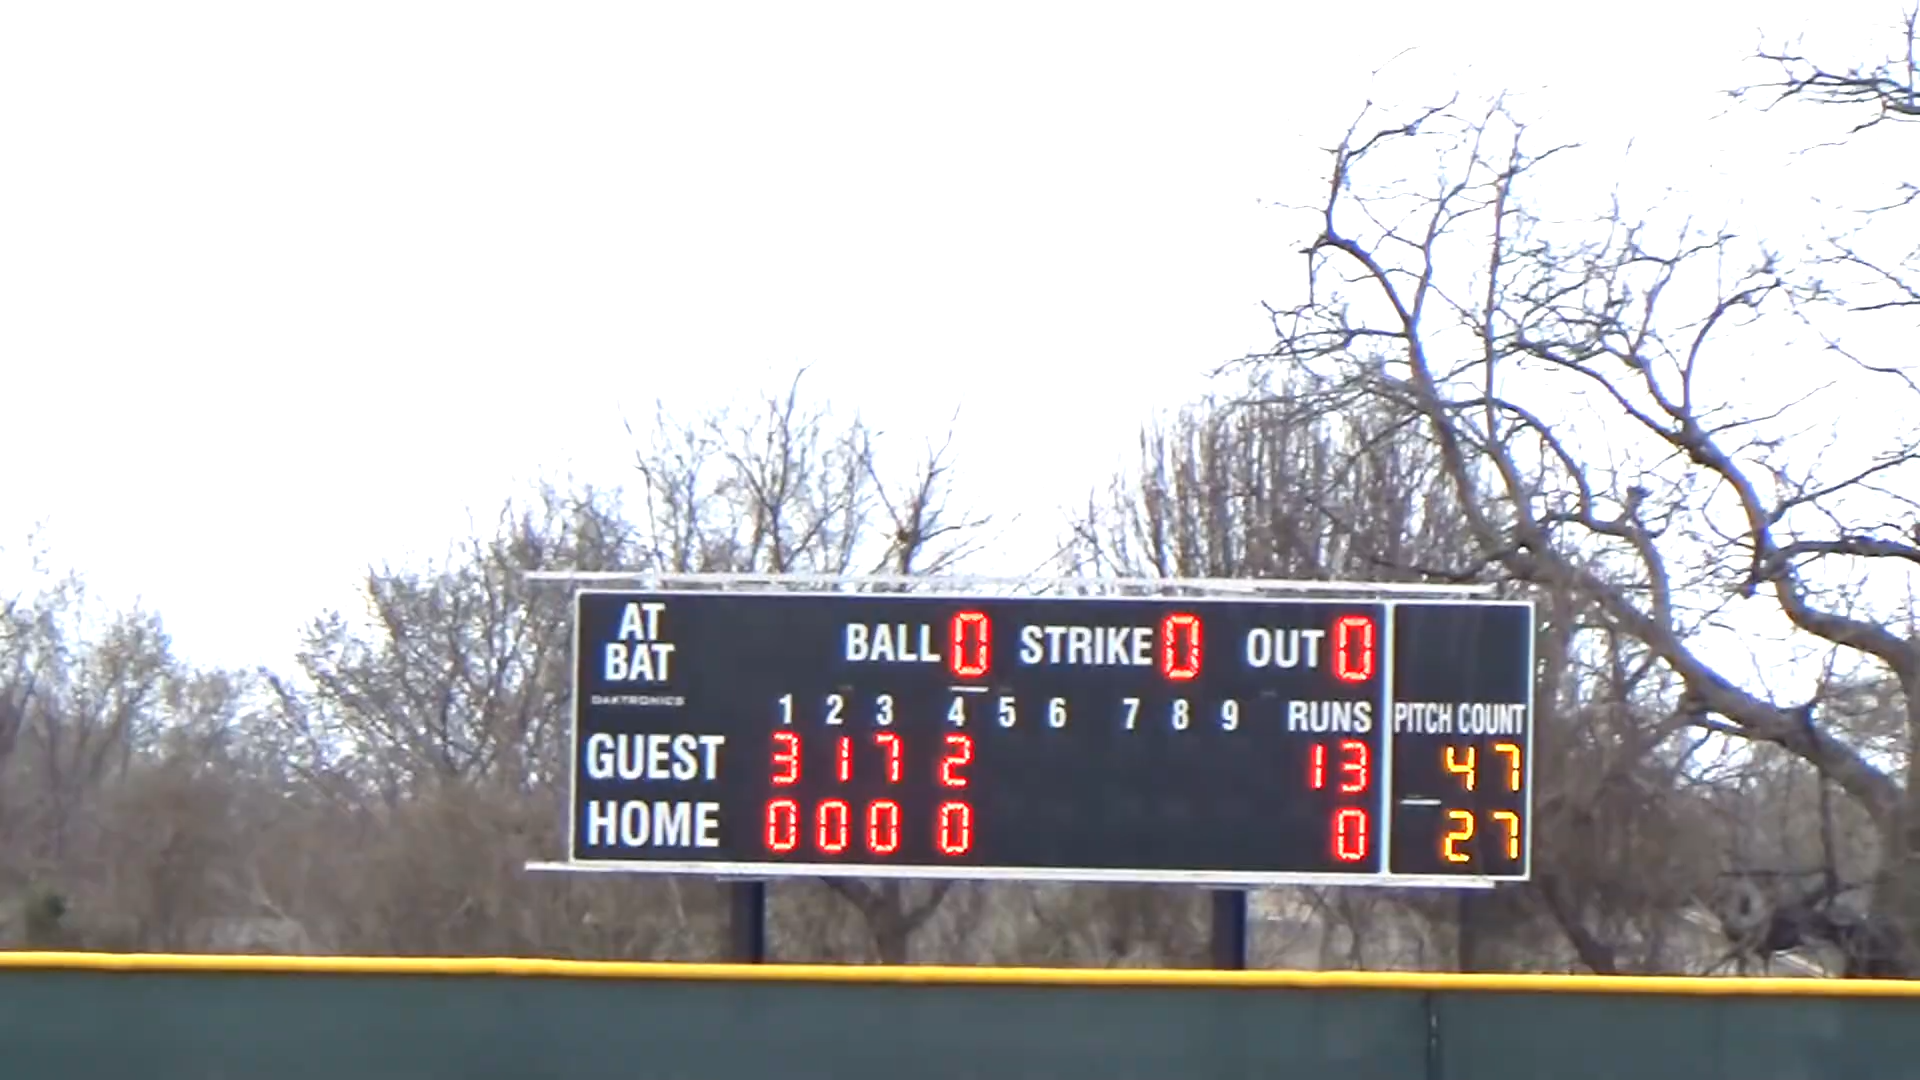 AT
BAT
BALL 0 STRIKE 0 OUT 0
DAKTRONICS
1 2 3 4 5 6 7 8 9 RUNS PITCH COUNT
GUEST 3 1 7 2 13 47
HOME 0 0 0 0 0 27